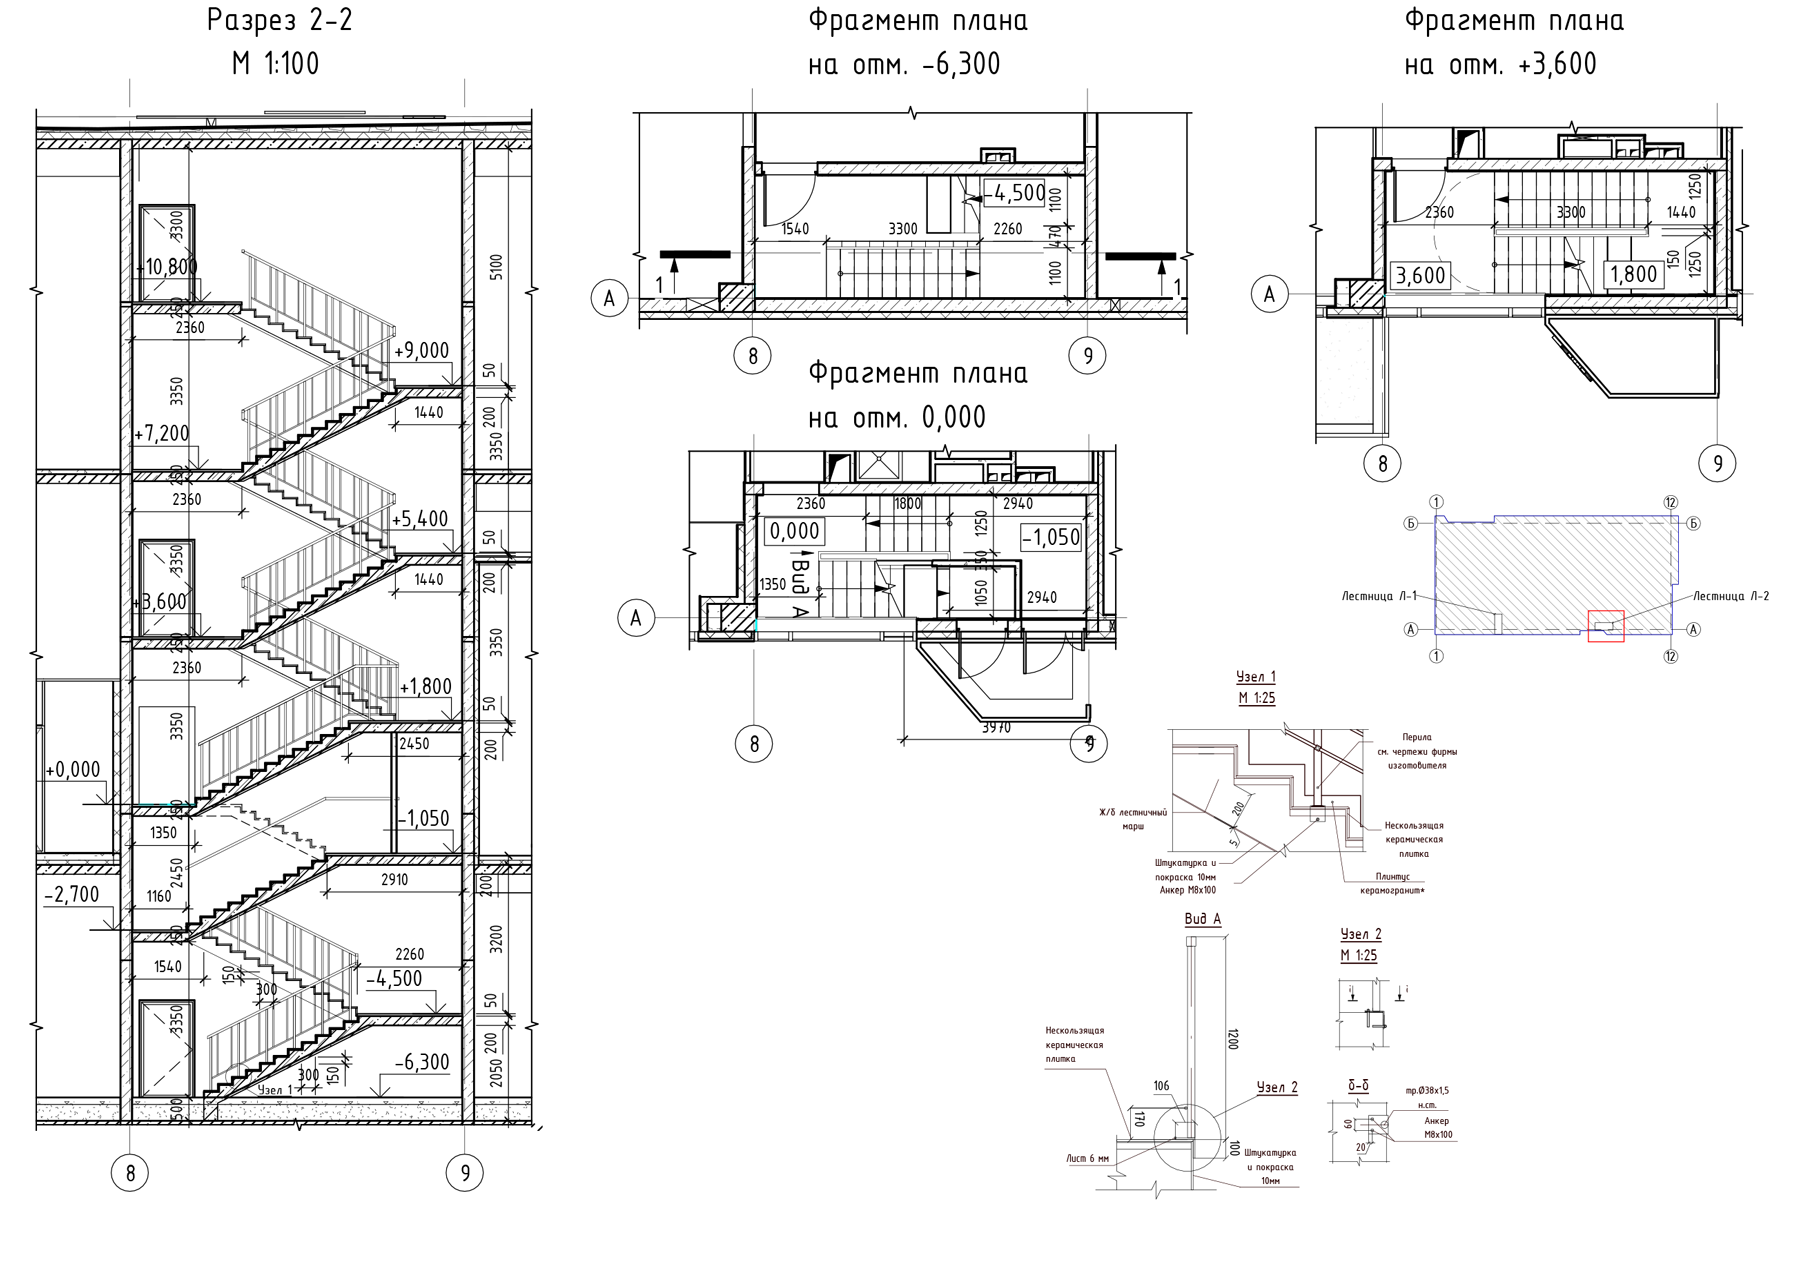 Разрез 2-2
М 1:100
3300
+10,800
250
2360
5100
+9,000
50
1440
200
3350
3350
+7,200
250
2360
+5,400
50
1440
200
3350
3350
+3,600
250
2360
+1,800
50
2450
200
3350
+0,000
250
1350
-1,050
2450
2910
200
-2,700
1160
250
3200
1540
150
300
2260
-4,500
50
200
3350
-6,300
2050
300
150
Узел 1
500
8
9
Фрагмент плана
на отм. -6,300
-4,500
1100
1540
3300
2260
470
1100
1
1
А
8
9
Фрагмент плана
на отм. 0,000
2360
1800
2940
0,000
1250
-1,050
350
Вид А
1350
1050
2940
А
3970
8
9
Фрагмент плана
на отм. +3,600
1250
2360
3300
1440
150
3,600
1,800
1250
А
8
9
1
12
Б
Б
Лестница Л-1
Лестница Л-2
А
А
1
12
Узел 1
М 1:25
Перила
см. чертежи фирмы
изготовителя
200
Ж/б лестничный
марш
5
Нескользящая
керамическая
плитка
Штукатурка и
покраска 10мм
Анкер М8х100
Плинтус
керамогранит*
Вид А
1200
Нескользящая
керамическая
плитка
106
170
Узел 2
100
Лист 6 мм
Штукатурка
и покраска
10мм
Узел 2
М 1:25
i
i
δ-δ
тр.Ø38х1,5
н.ст.
60
Анкер
М8х100
20